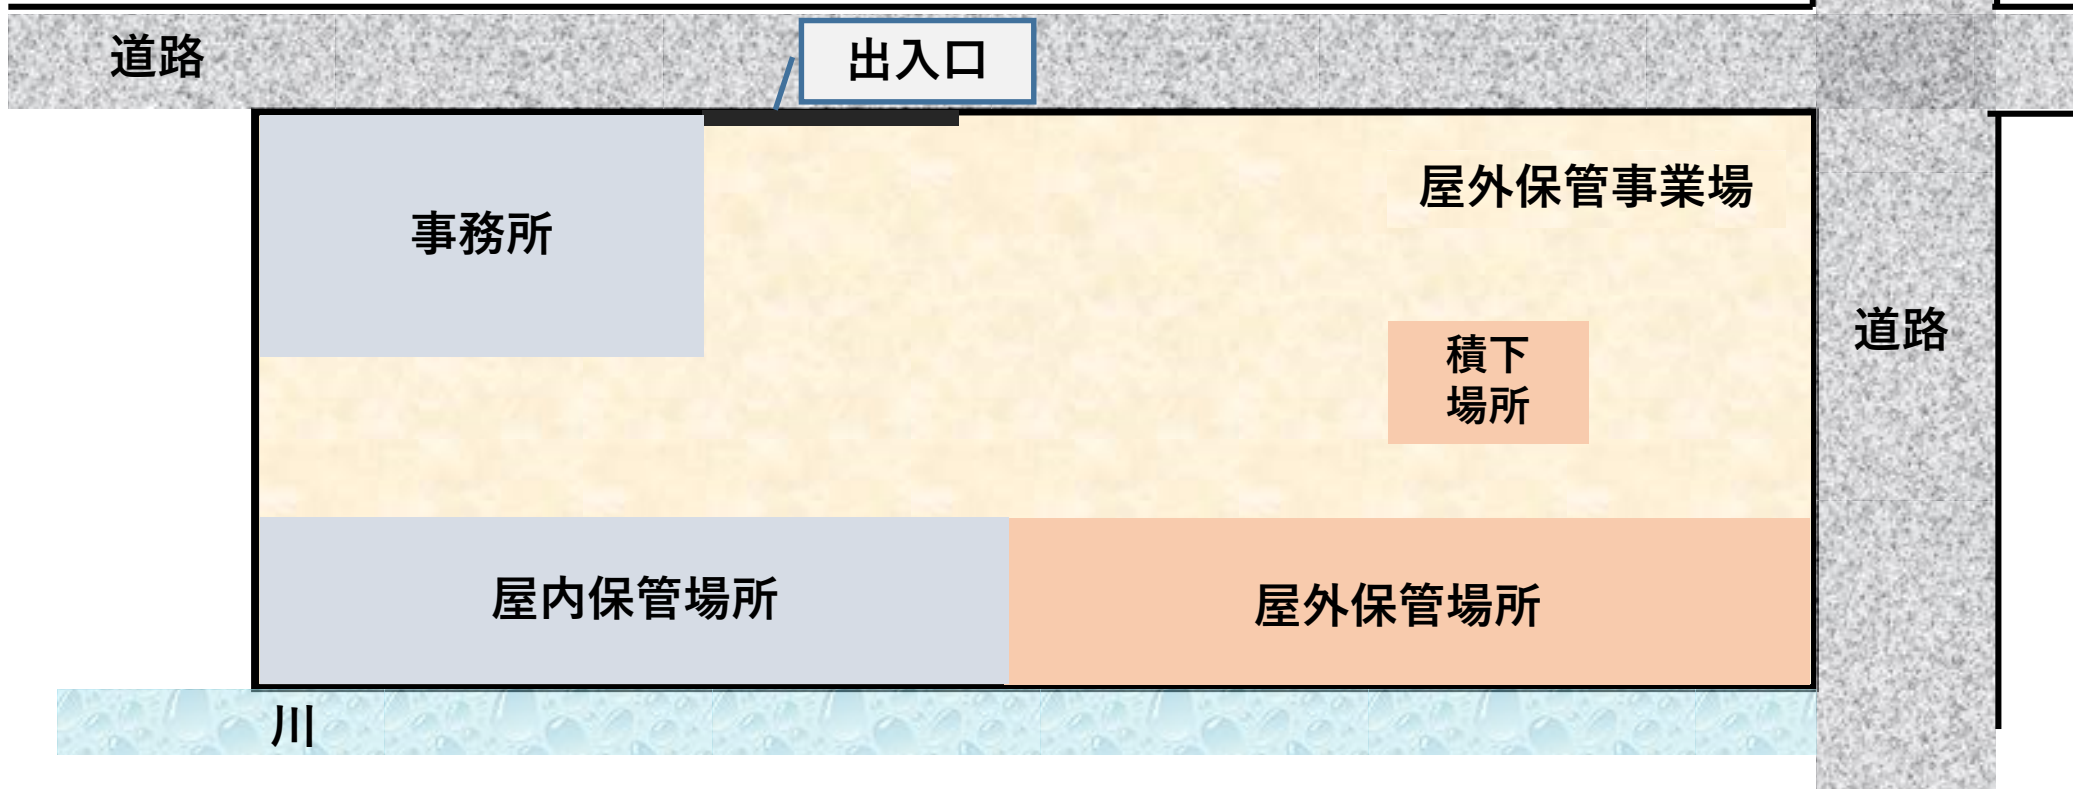 道路
出入口
屋外保管事業場
事務所
道路
積下
場所
屋内保管場所
屋外保管場所
川